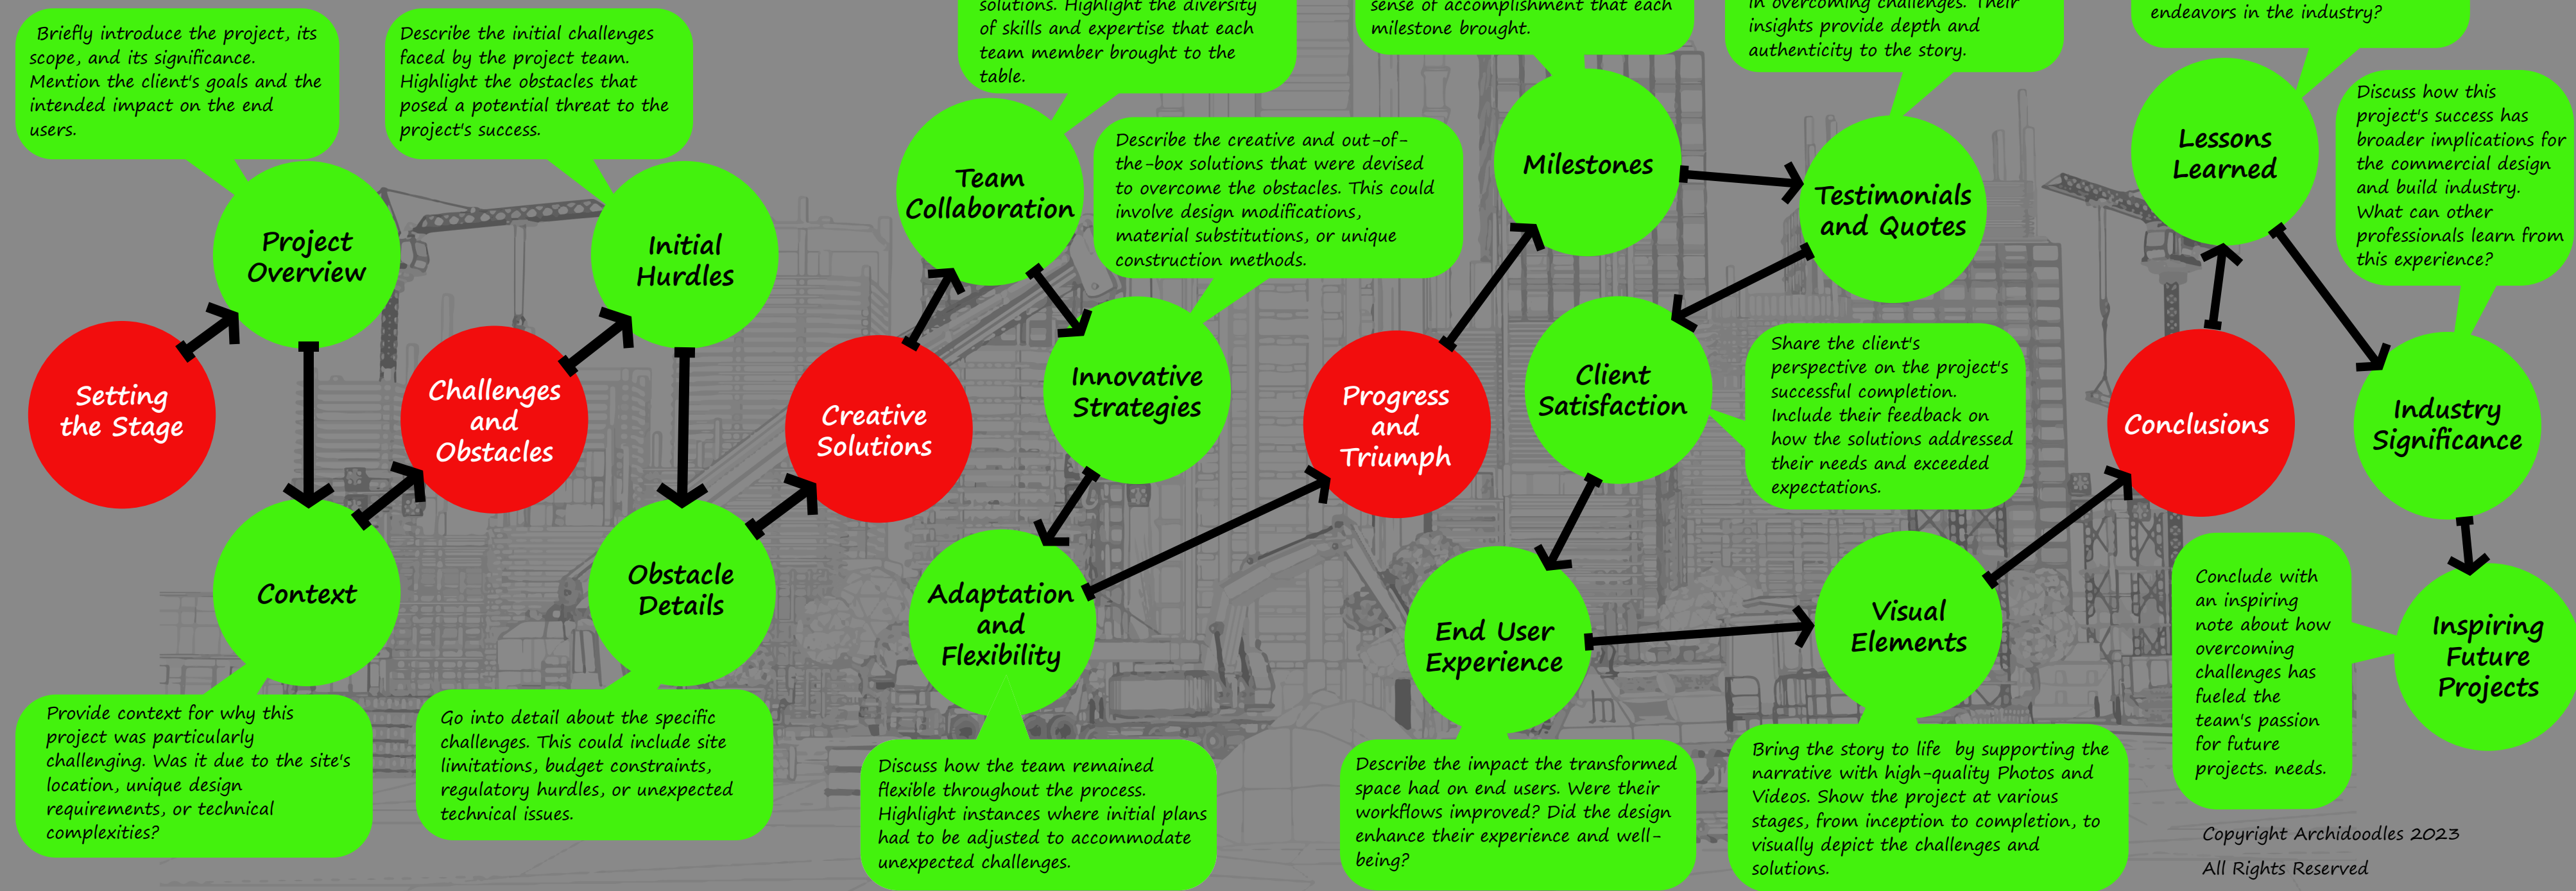 Briefly introduce the project, its
scope, and its significance.
Mention the client's goals and the
intended impact on the end
users.
Describe the initial challenges
faced by the project team.
Highlight the obstacles that
posed a potential threat to the
project's success.
solutions. Highlight the diversity
of skills and expertise that each
team member brought to the
table.
sense of accomplishment that each
milestone brought.
in overcoming challenges. Their
insights provide depth and
authenticity to the story.
endeavors in the industry?
Project
Overview
Initial
Hurdles
Team
Collaboration
Describe the creative and out-of-
the-box solutions that were devised
to overcome the obstacles. This could
involve design modifications,
material substitutions, or unique
construction methods.
Milestones
Testimonials
and Quotes
Lessons
Learned
Discuss how this
project's success has
broader implications for
the commercial design
and build industry.
What can other
professionals learn from
this experience?
Setting
the Stage
Challenges
and
Obstacles
Creative
Solutions
Innovative
Strategies
Progress
and
Triumph
Client
Satisfaction
Share the client's
perspective on the project's
successful completion.
Include their feedback on
how the solutions addressed
their needs and exceeded
expectations.
Conclusions
Industry
Significance
Context
Obstacle
Details
Adaptation
and
Flexibility
End User
Experience
Visual
Elements
Conclude with
an inspiring
note about how
overcoming
challenges has
fueled the
team's passion
for future
projects. needs.
Inspiring
Future
Projects
Provide context for why this
project was particularly
challenging. Was it due to the site's
location, unique design
requirements, or technical
complexities?
Go into detail about the specific
challenges. This could include site
limitations, budget constraints,
regulatory hurdles, or unexpected
technical issues.
Discuss how the team remained
flexible throughout the process.
Highlight instances where initial plans
had to be adjusted to accommodate
unexpected challenges.
Describe the impact the transformed
space had on end users. Were their
workflows improved? Did the design
enhance their experience and well-
being?
Bring the story to life by supporting the
narrative with high-quality Photos and
Videos. Show the project at various
stages, from inception to completion, to
visually depict the challenges and
solutions.
Copyright Archidoodles 2023
All Rights Reserved